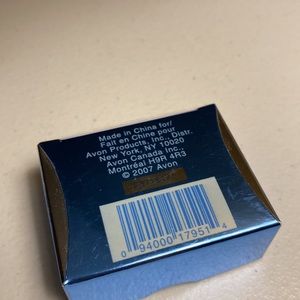 Made in China for/
Fait en Chine pour
Avon Products, Inc., Distr.
New York, NY 10020
Avon Canada Inc.,
Montréal H9R 4R3
© 2007 Avon
0 94000 17951 4